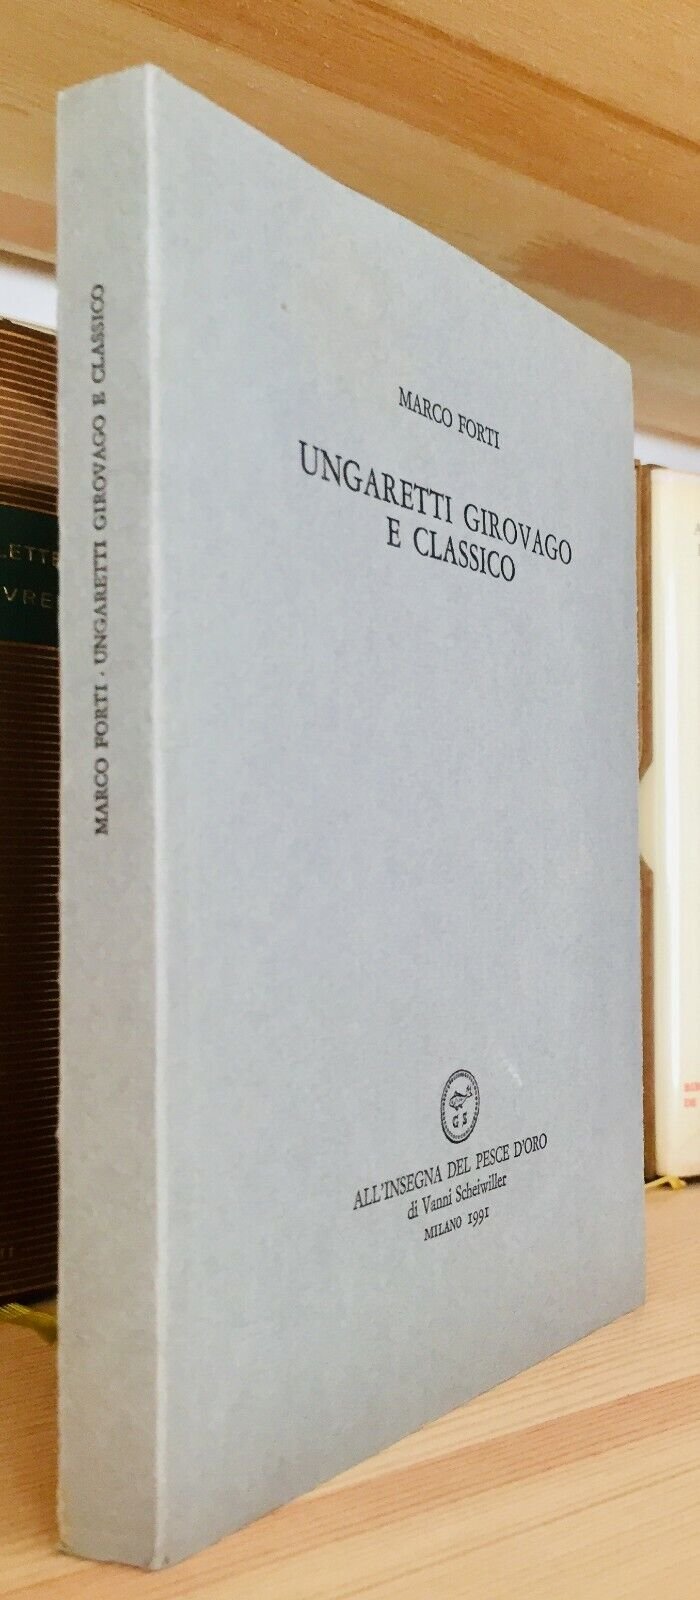 MARCO FORTI · UNGARETTI GIROVAGO E CLASSICO
MARCO FORTI
UNGARETTI GIROVAGO
E CLASSICO
G S
ALL'INSEGNA DEL PESCE D'ORO
di Vanni Scheiwiller
MILANO 1991